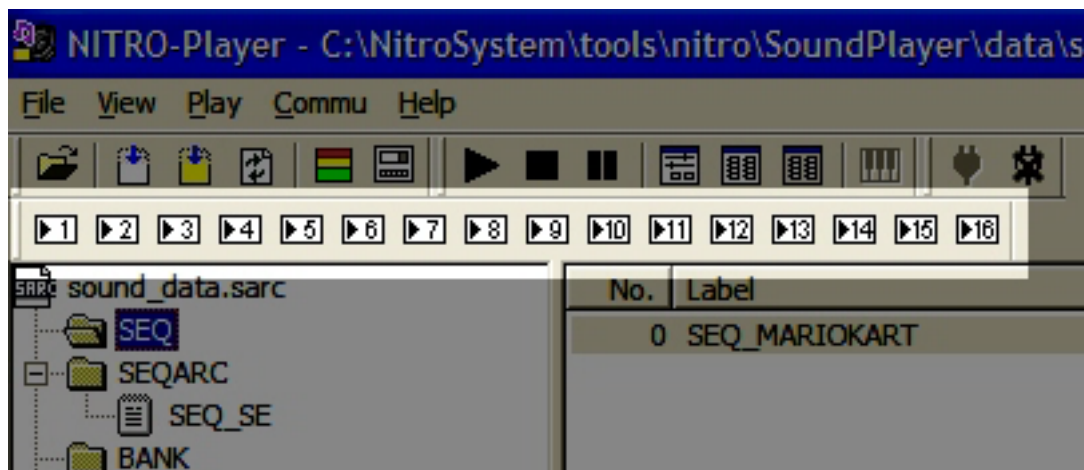 NITRO-Player - C:\NitroSystem\tools\nitro\SoundPlayer\data\s
File View Play Commu Help
1 2 3 4 5 6 7 8 9 10 11 12 13 14 15 16
SARC sound_data.sarc
SEQ
SEQARC
SEQ_SE
BANK
No. Label
0 SEQ_MARIOKART